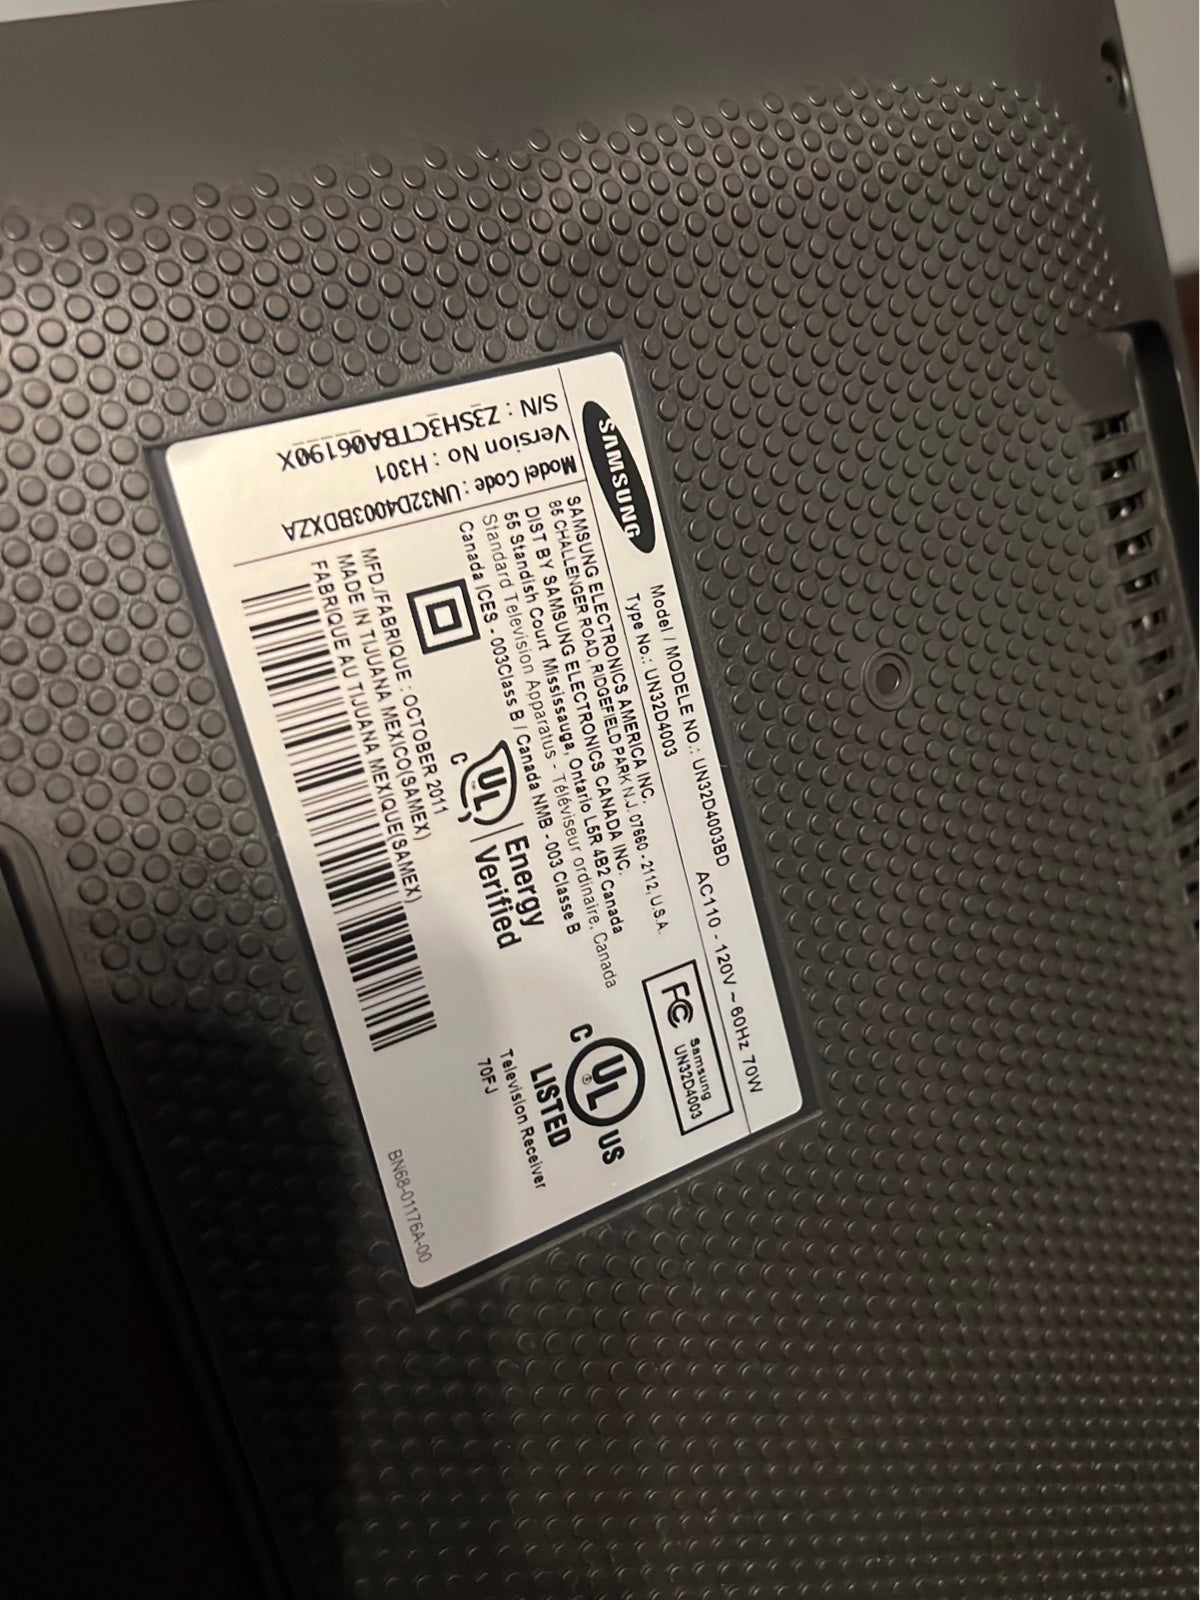 SAMSUNG
Model / MODELE NO.: UN32D4003BD
AC110 - 120V ~ 60Hz 70W
Type No.: UN32D4003
SAMSUNG ELECTRONICS AMERICA INC.
85 CHALLENGER ROAD, RIDGEFIELD PARK N.J. 07660 - 2112, U.S.A.
DIST BY SAMSUNG ELECTRONICS CANADA INC.
55 Standish Court Mississauga, Ontario L5R 4B2 Canada
Standard Television Apparatus - Téléviseur ordinaire, Canada
Canada ICES - 003Class B / Canada NMB - 003 Classe B
FC
Samsung
UN32D4003
C UL
Energy
Verified
C UL US
LISTED
Television Receiver
70FJ
MFD./FABRIQUE : OCTOBER 2011
MADE IN TIJUANA MEXICO(SAMEX)
FABRIQUE AU TIJUANA MEXIQUE(SAMEX)
BN68-01176A-00
Model Code : UN32D4003BDXZA
Version No : H301
S/N : Z3SH3CTBA06190X